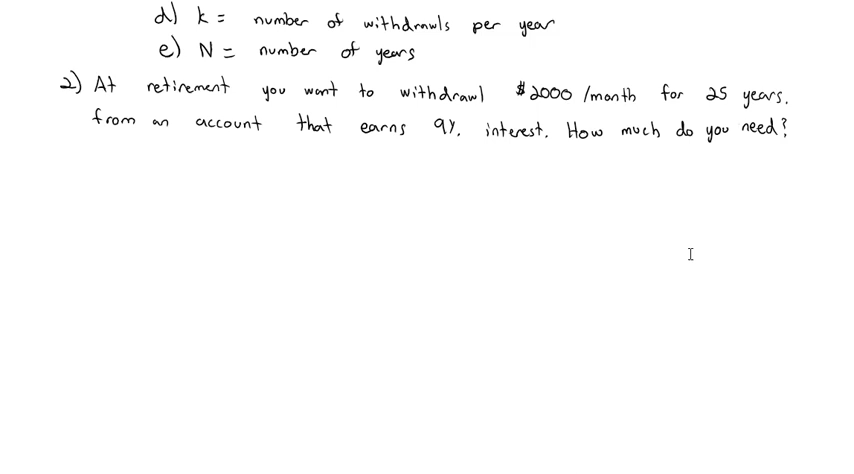 d) k = number of withdrawls per year
e) N = number of years
2) At retirement you want to withdrawl $2000 /month for 25 years.
from an account that earns 9%. interest. How much do you need?